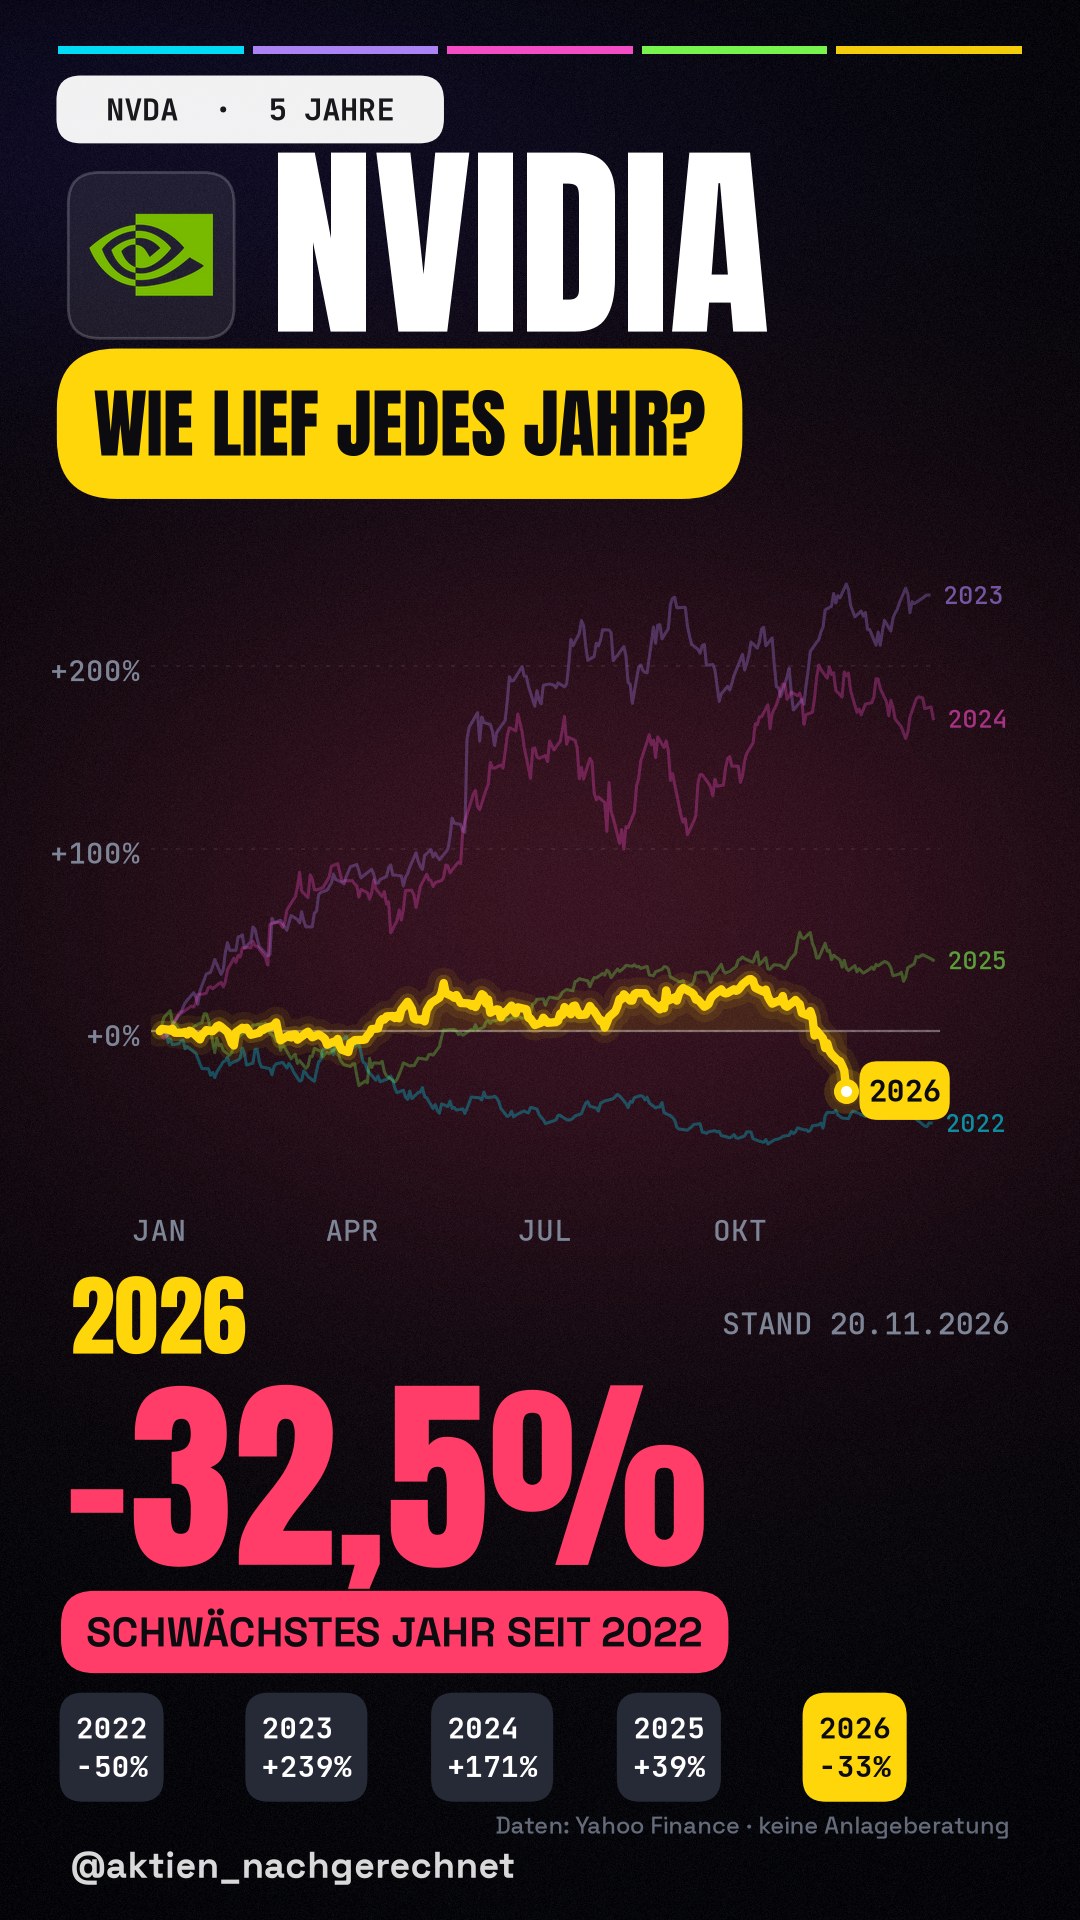 NVDA · 5 JAHRE
NVIDIA
WIE LIEF JEDES JAHR?
2023
+200%
2024
+100%
2025
+0%
2026
2022
JAN APR JUL OKT
2026
STAND 20.11.2026
-32,5%
SCHWÄCHSTES JAHR SEIT 2022
2022 2023 2024 2025 2026
-50% +239% +171% +39% -33%
Daten: Yahoo Finance · keine Anlageberatung
@aktien_nachgerechnet